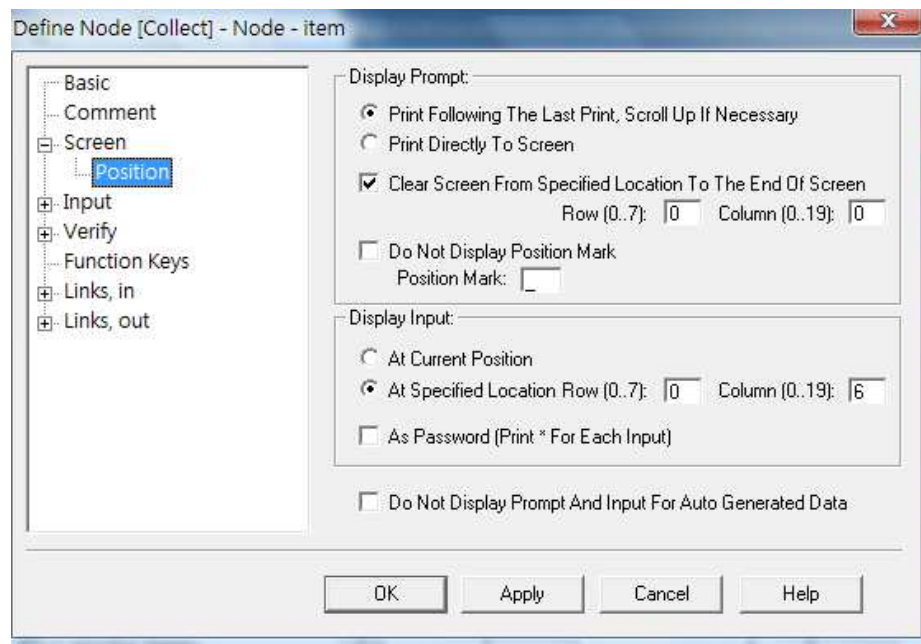 Define Node [Collect] - Node - item
Basic
Comment
Screen
Position
Input
Verify
Function Keys
Links, in
Links, out
Display Prompt:
Print Following The Last Print, Scroll Up If Necessary
Print Directly To Screen
Clear Screen From Specified Location To The End Of Screen
Row (0..7): 0 Column (0..19): 0
Do Not Display Position Mark
Position Mark: _
Display Input:
At Current Position
At Specified Location Row (0..7): 0 Column (0..19): 6
As Password (Print * For Each Input)
Do Not Display Prompt And Input For Auto Generated Data
OK Apply Cancel Help